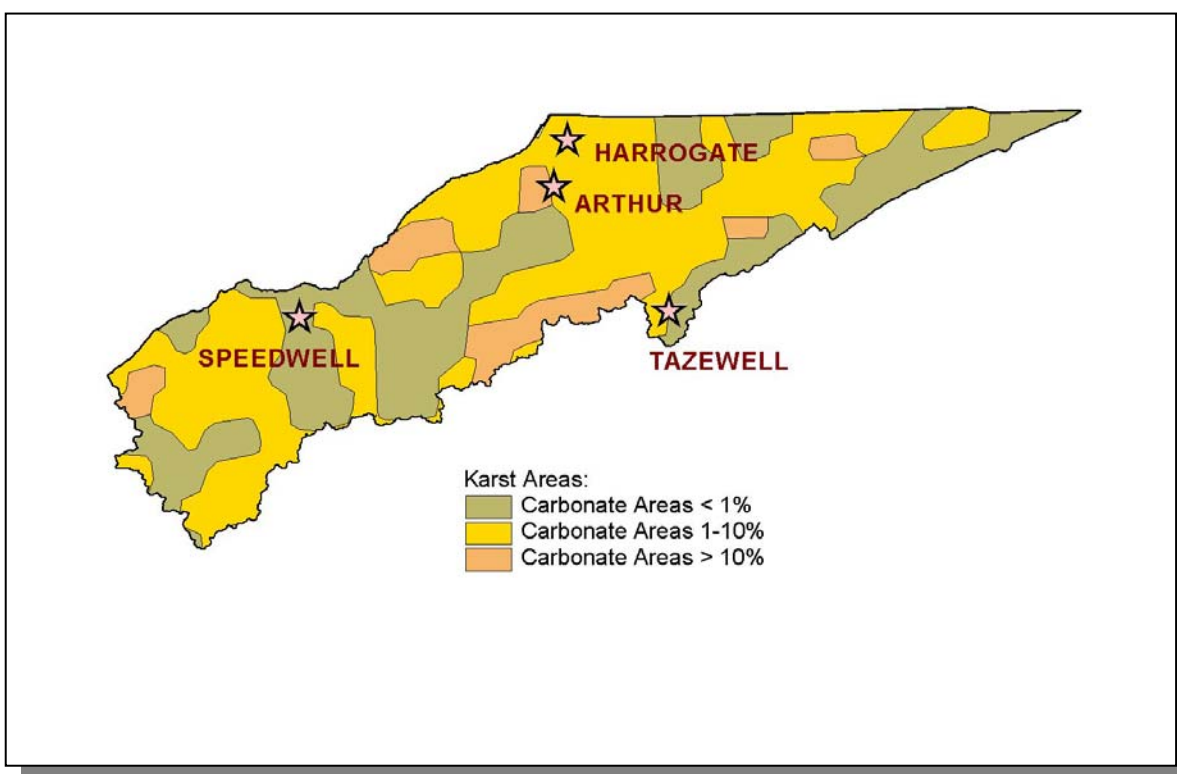 HARROGATE
ARTHUR
SPEEDWELL
TAZEWELL
Karst Areas:
Carbonate Areas < 1%
Carbonate Areas 1-10%
Carbonate Areas > 10%